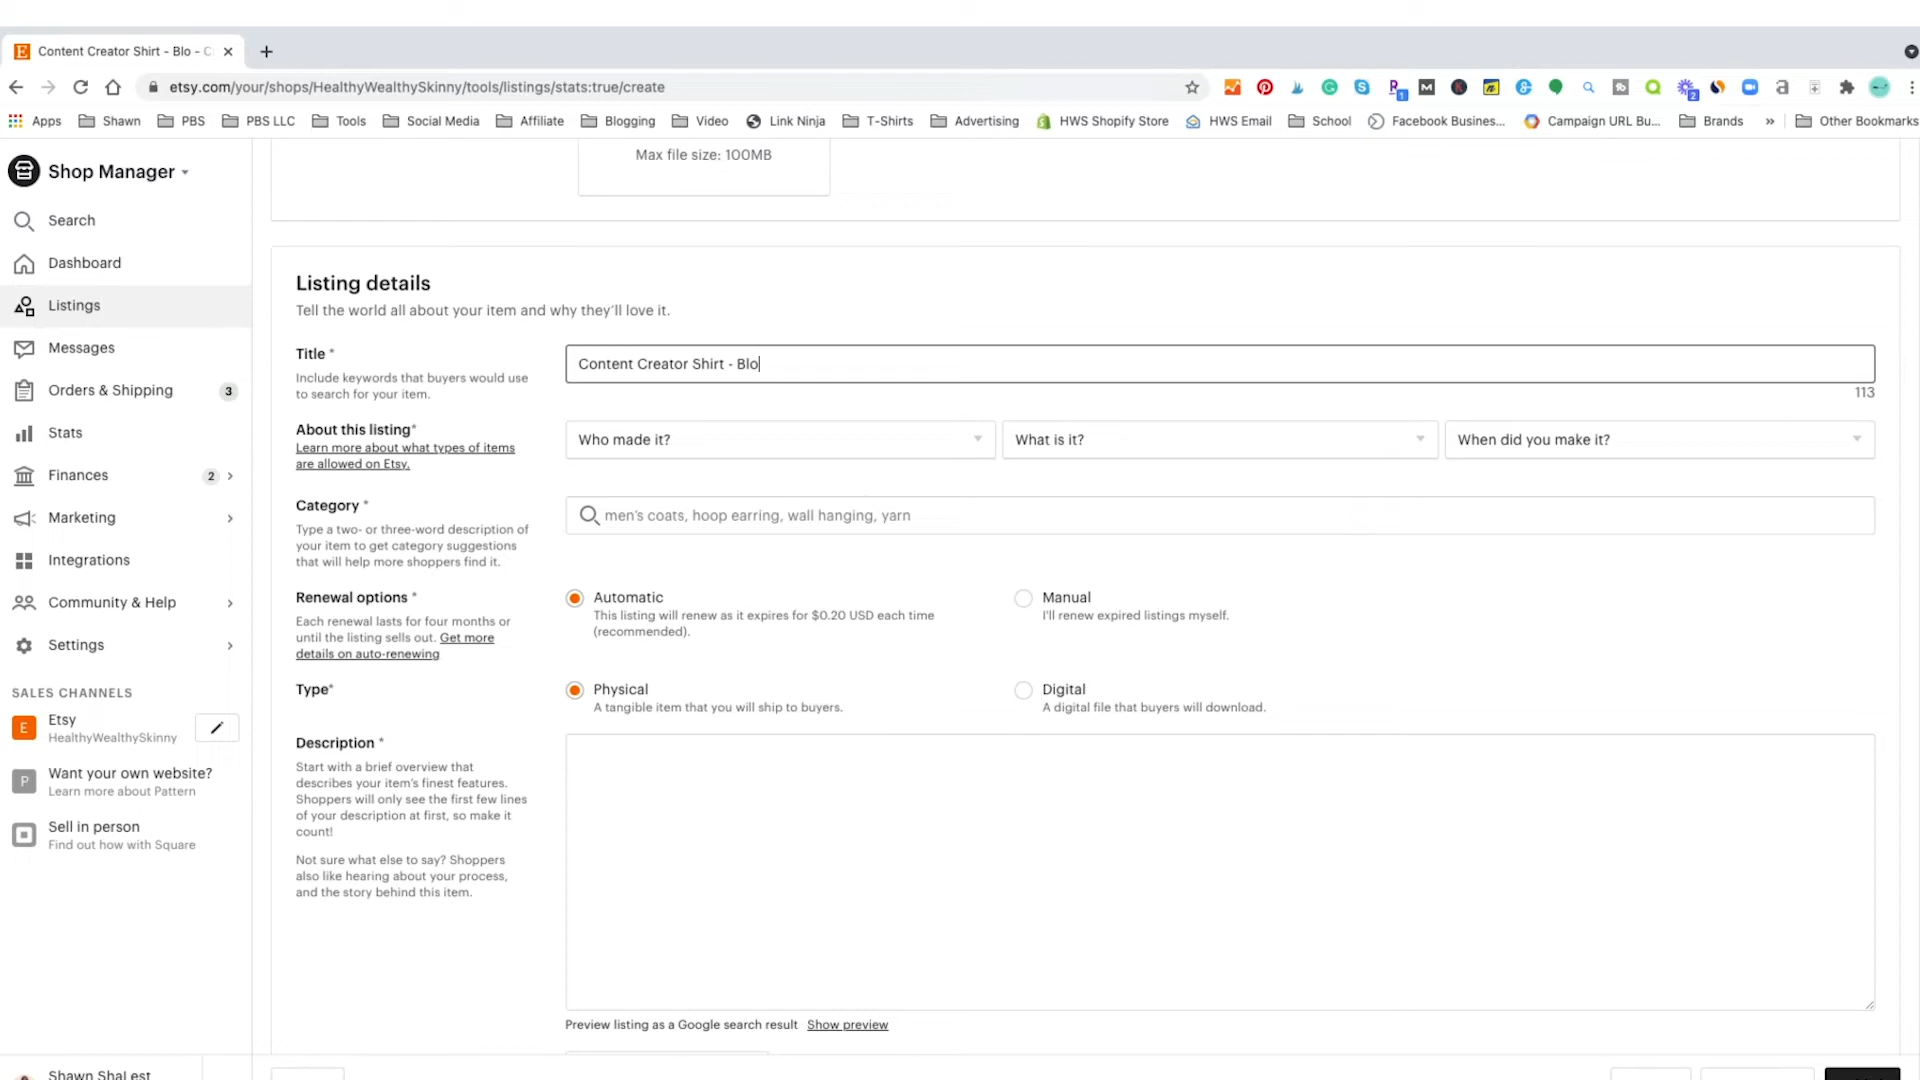 Content Creator Shirt - Blo - C
etsy.com/your/shops/HealthyWealthySkinny/tools/listings/stats:true/create
Apps
Shawn
PBS
PBS LLC
Tools
Social Media
Affiliate
Blogging
Video
Link Ninja
T-Shirts
Advertising
HWS Shopify Store
HWS Email
School
Facebook Busines...
Campaign URL Bu...
Brands
»
Other Bookmarks
Shop Manager
Search
Dashboard
Listings
Messages
Orders & Shipping
3
Stats
Finances
2
Marketing
Integrations
Community & Help
Settings
SALES CHANNELS
E
Etsy
HealthyWealthySkinny
P
Want your own website?
Learn more about Pattern
Sell in person
Find out how with Square
Max file size: 100MB
Listing details
Tell the world all about your item and why they'll love it.
Title *
Include keywords that buyers would use
to search for your item.
Content Creator Shirt - Blo
113
About this listing*
Learn more about what types of items
are allowed on Etsy.
Who made it?
What is it?
When did you make it?
Category *
Type a two- or three-word description of
your item to get category suggestions
that will help more shoppers find it.
men's coats, hoop earring, wall hanging, yarn
Renewal options *
Each renewal lasts for four months or
until the listing sells out. Get more
details on auto-renewing
Automatic
This listing will renew as it expires for $0.20 USD each time
(recommended).
Manual
I'll renew expired listings myself.
Type*
Physical
A tangible item that you will ship to buyers.
Digital
A digital file that buyers will download.
Description *
Start with a brief overview that
describes your item's finest features.
Shoppers will only see the first few lines
of your description at first, so make it
count!
Not sure what else to say? Shoppers
also like hearing about your process,
and the story behind this item.
Preview listing as a Google search result Show preview